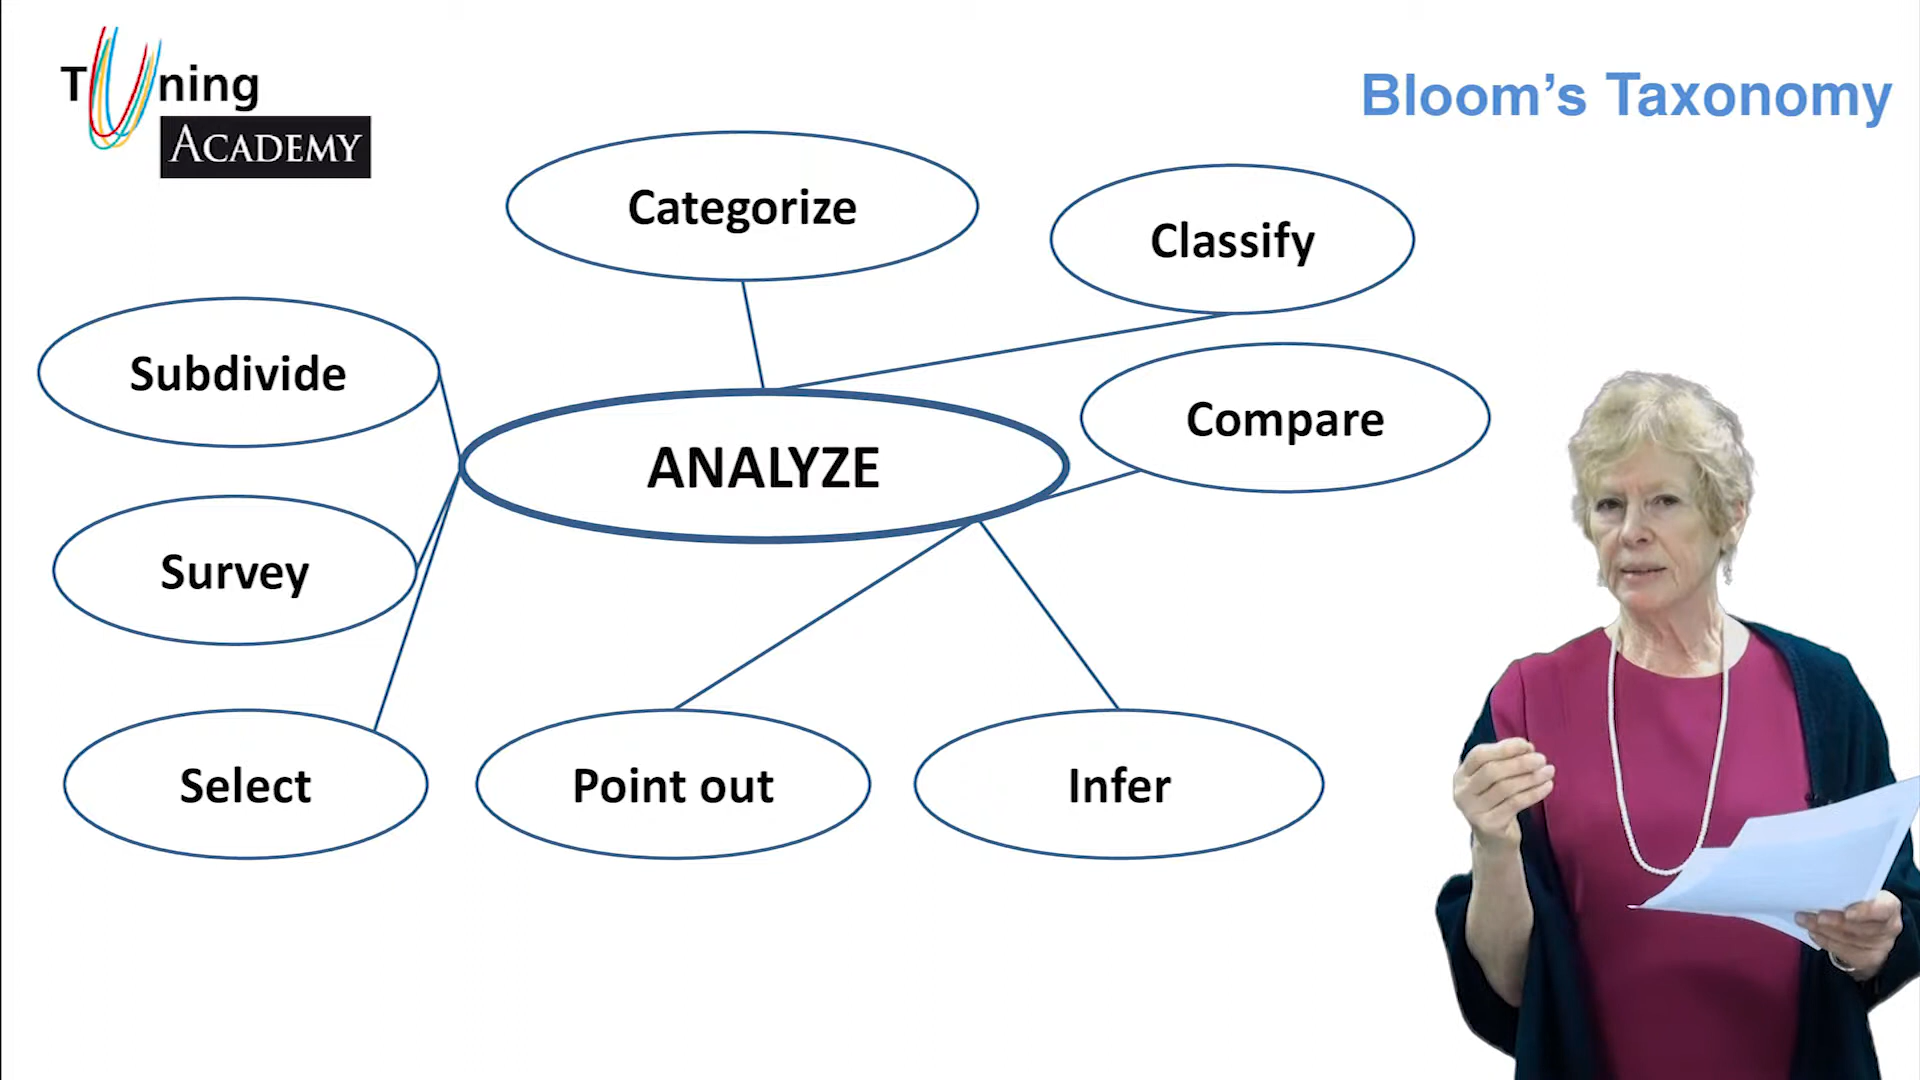 Tuning
ACADEMY
Bloom’s Taxonomy
Categorize
Classify
Subdivide
Compare
ANALYZE
Survey
Select
Point out
Infer